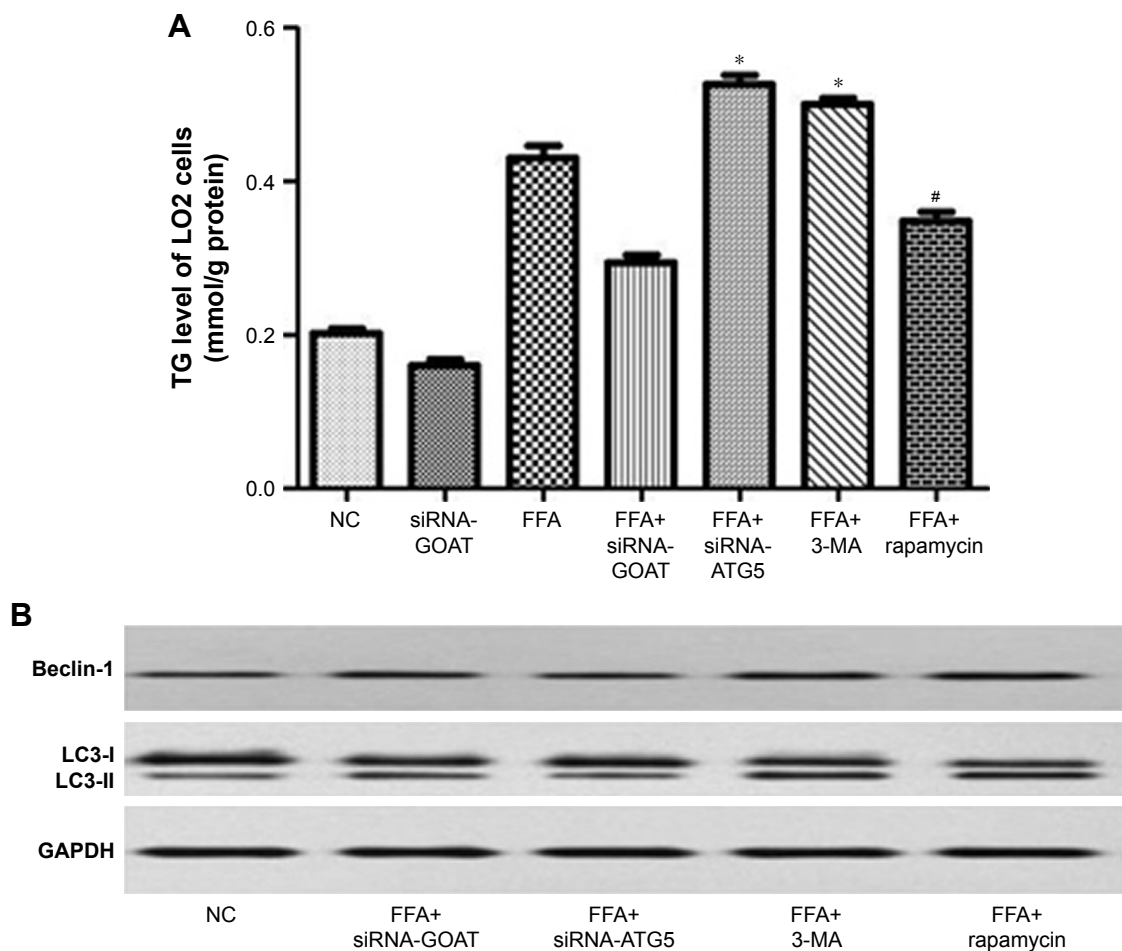 A
TG level of LO2 cells
(mmol/g protein)
0.6
0.4
0.2
0.0
*
*
#
NC
siRNA-
GOAT
FFA
FFA+
siRNA-
GOAT
FFA+
siRNA-
ATG5
FFA+
3-MA
FFA+
rapamycin
B
Beclin-1
LC3-I
LC3-II
GAPDH
NC
FFA+
siRNA-GOAT
FFA+
siRNA-ATG5
FFA+
3-MA
FFA+
rapamycin